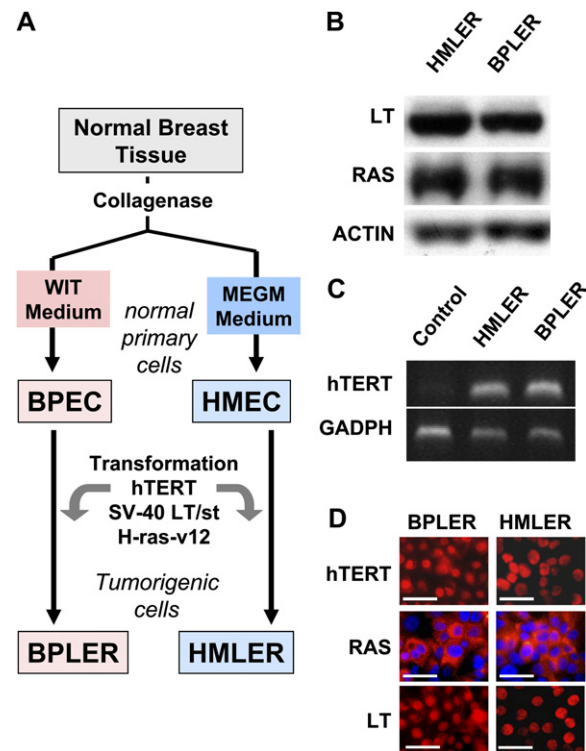 A
Normal Breast
Tissue
Collagenase
WIT
Medium
normal
primary
cells
MEGM
Medium
BPEC
HMEC
Transformation
hTERT
SV-40 LT/st
H-ras-v12
Tumorigenic
cells
BPLER
HMLER
B
HMLER
BPLER
LT
RAS
ACTIN
C
Control
HMLER
BPLER
hTERT
GADPH
D
BPLER
HMLER
hTERT
RAS
LT